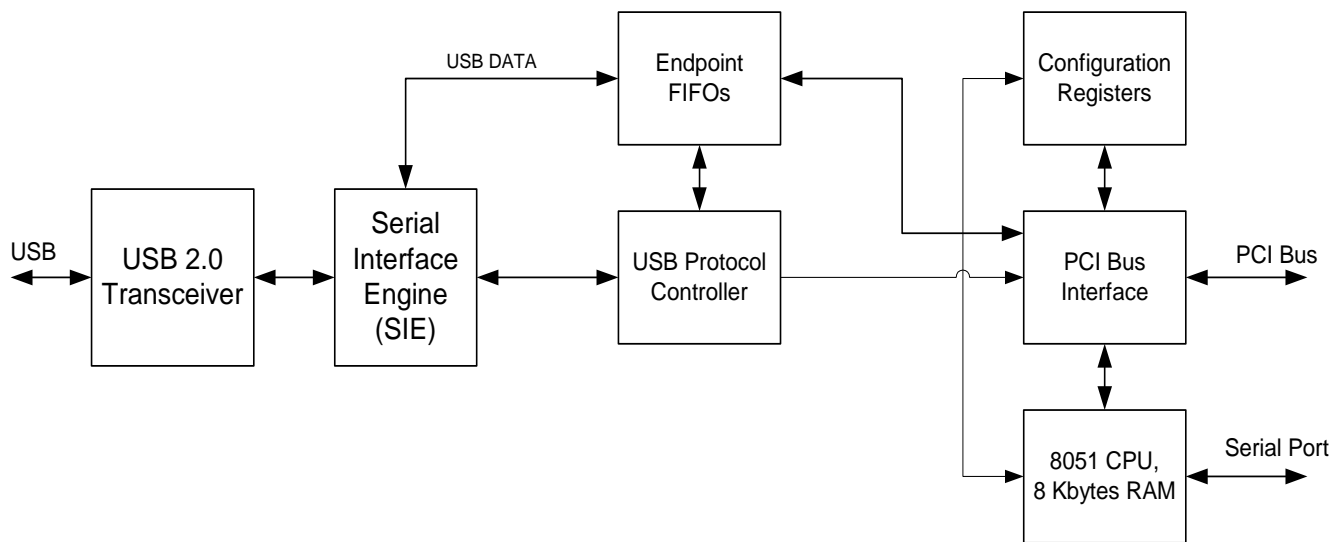 USB DATA
Endpoint
FIFOs
Configuration
Registers
USB
USB 2.0
Transceiver
Serial
Interface
Engine
(SIE)
USB Protocol
Controller
PCI Bus
Interface
PCI Bus
8051 CPU,
8 Kbytes RAM
Serial Port